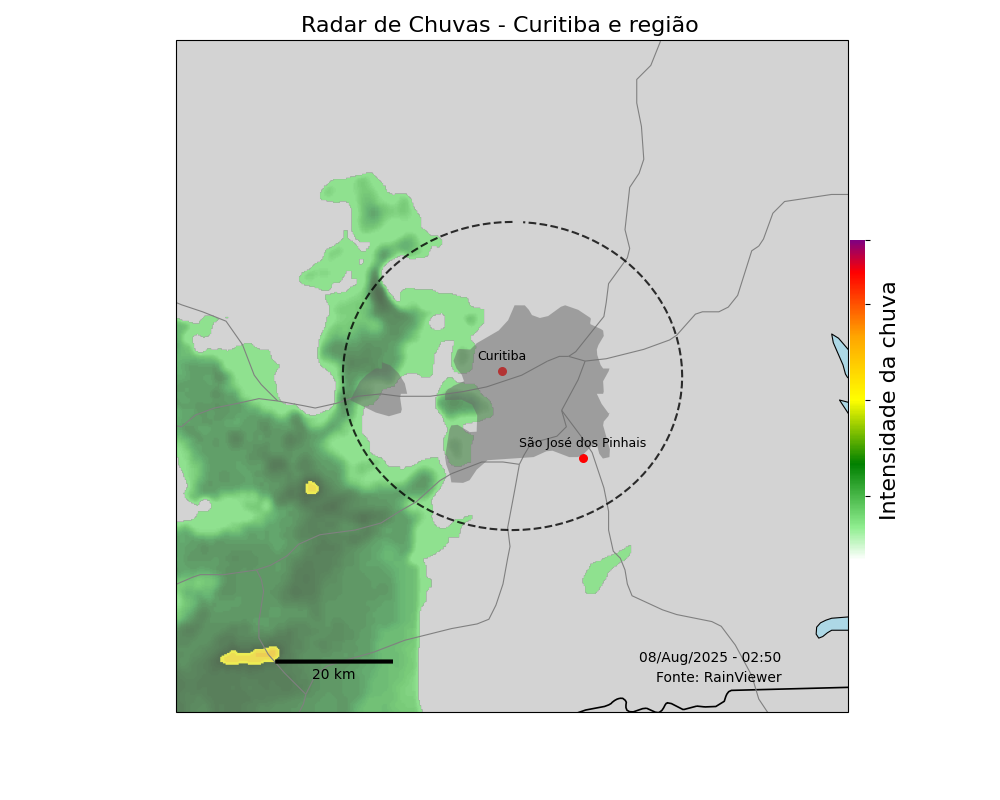 Radar de Chuvas - Curitiba e região
Curitiba
São José dos Pinhais
Intensidade da chuva
08/Aug/2025 - 02:50
20 km
Fonte: RainViewer